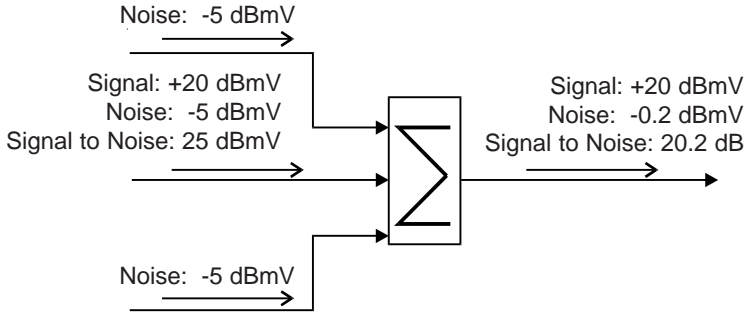 Noise: -5 dBmV
Signal: +20 dBmV
Noise: -5 dBmV
Signal to Noise: 25 dBmV
Signal: +20 dBmV
Noise: -0.2 dBmV
Signal to Noise: 20.2 dB
Noise: -5 dBmV